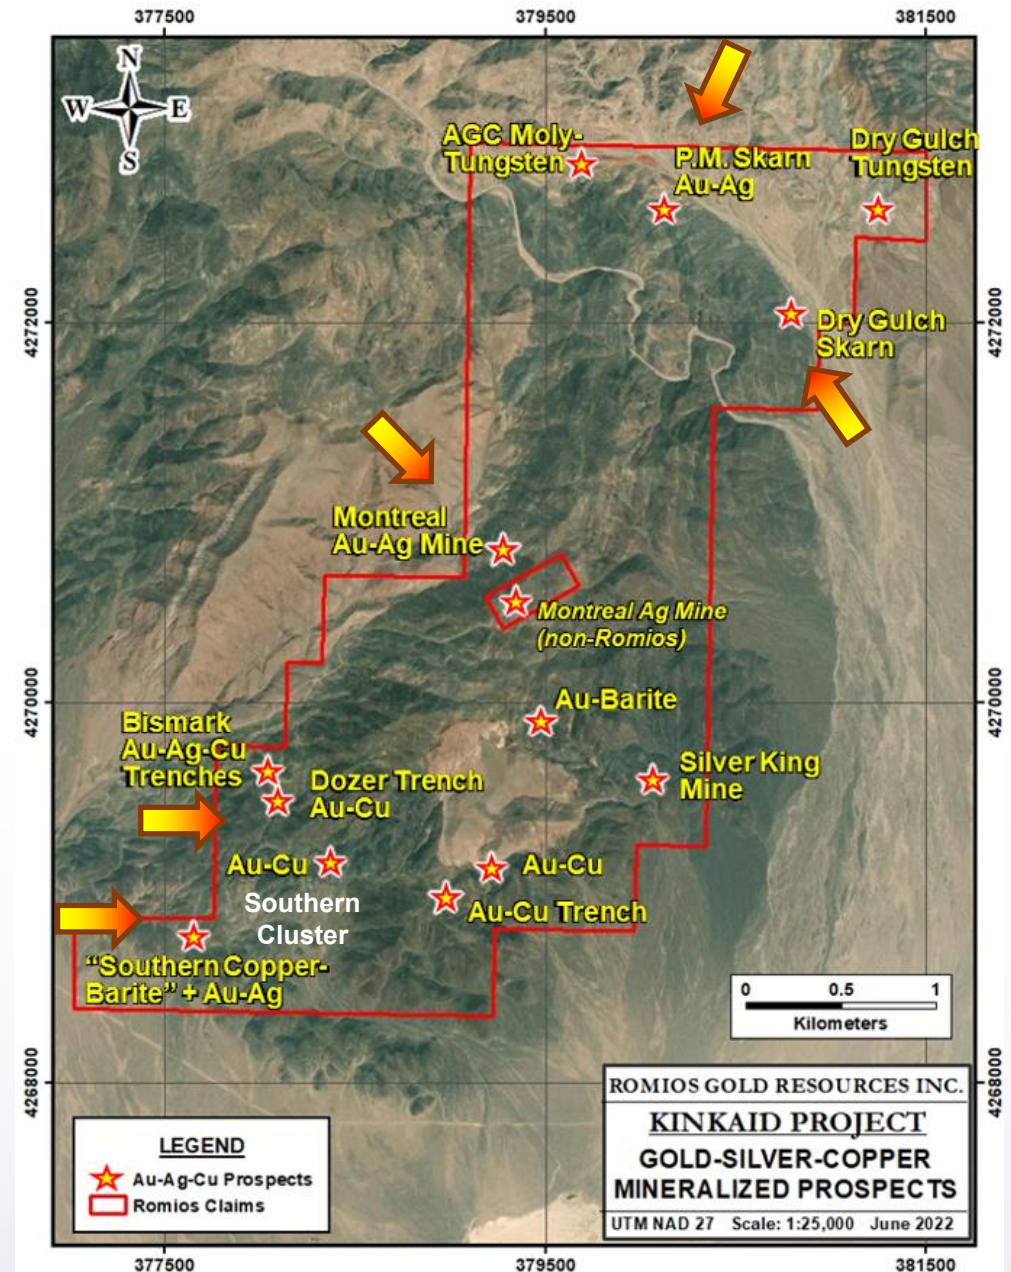 377500 379500 381500
N
W E
S
AGC Moly-
Tungsten
P.M. Skarn
Au-Ag
Dry Gulch
Tungsten
4272000
4272000
Dry Gulch
Skarn
Montreal
Au-Ag Mine
Montreal Ag Mine
(non-Romios)
4270000
4270000
Au-Barite
Bismark
Au-Ag-Cu
Trenches
Dozer Trench
Au-Cu
Silver King
Mine
Au-Cu
Au-Cu
Southern
Cluster
Au-Cu Trench
"Southern Copper-
Barite" + Au-Ag
0 0.5 1
Kilometers
4268000
4268000
ROMIOS GOLD RESOURCES INC.
KINKAID PROJECT
GOLD-SILVER-COPPER
MINERALIZED PROSPECTS
UTM NAD 27 Scale: 1:25,000 June 2022
LEGEND
Au-Ag-Cu Prospects
Romios Claims
377500 379500 381500